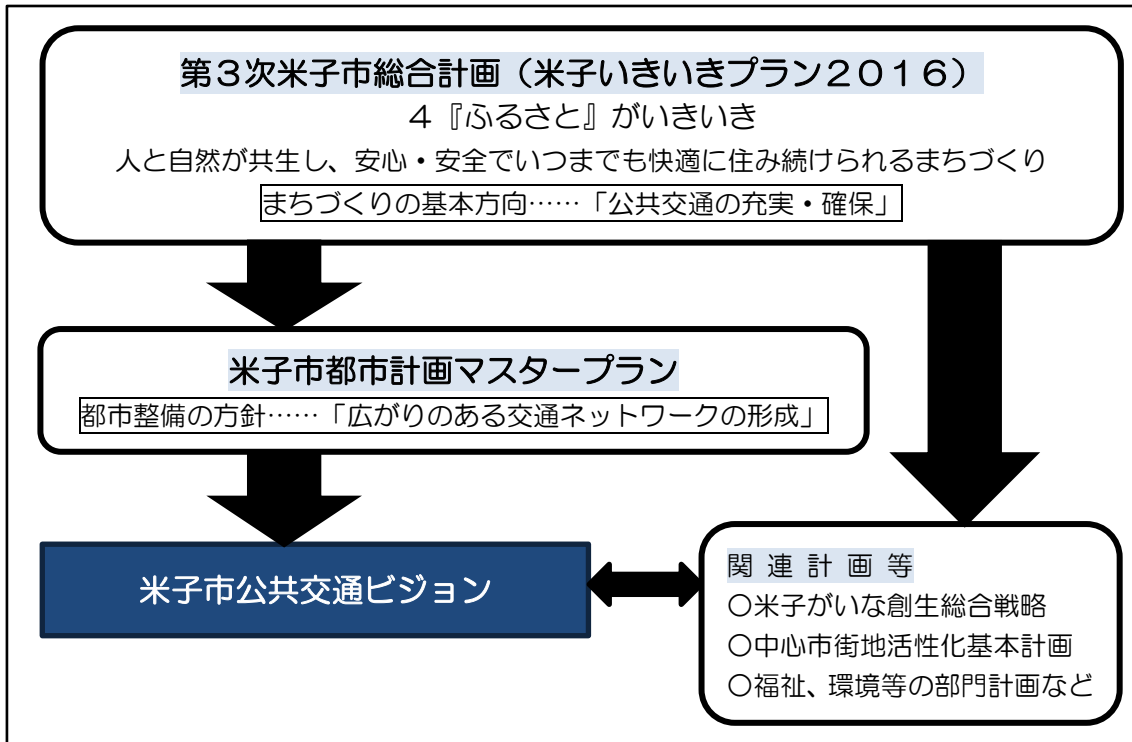 第3次米子市総合計画（米子いきいきプラン２０１６）
４『ふるさと』がいきいき
人と自然が共生し、安心・安全でいつまでも快適に住み続けられるまちづくり
まちづくりの基本方向……「公共交通の充実・確保」
米子市都市計画マスタープラン
都市整備の方針……「広がりのある交通ネットワークの形成」
米子市公共交通ビジョン
関 連 計 画 等
〇米子がいな創生総合戦略
〇中心市街地活性化基本計画
〇福祉、環境等の部門計画など